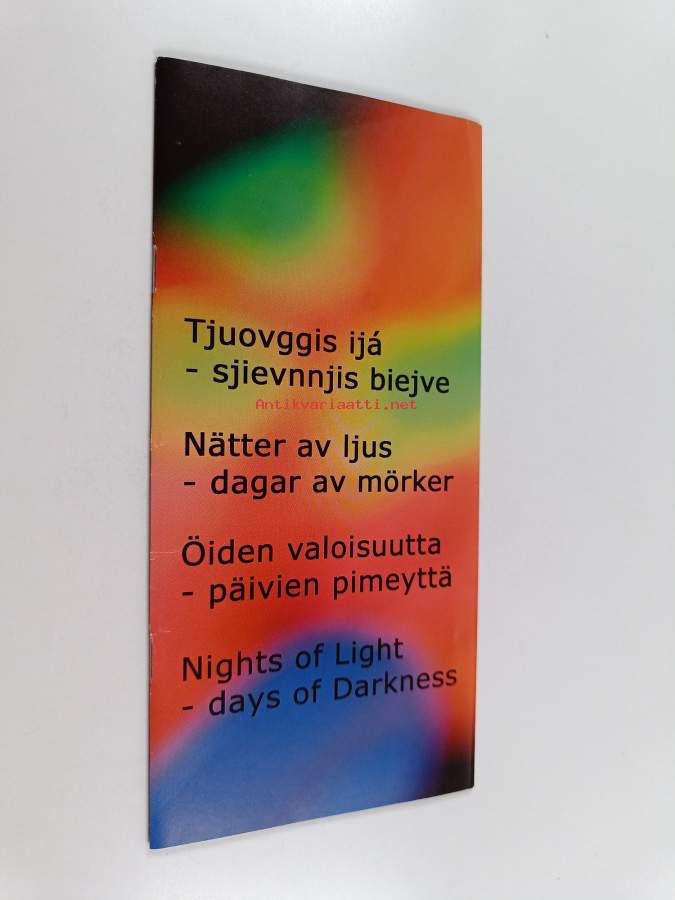 Tjuovggis ijá
- sjievnnjis biejve
Antikvariaatti.net
Nätter av ljus
- dagar av mörker
Öiden valoisuutta
- päivien pimeyttä
Nights of Light
- days of Darkness